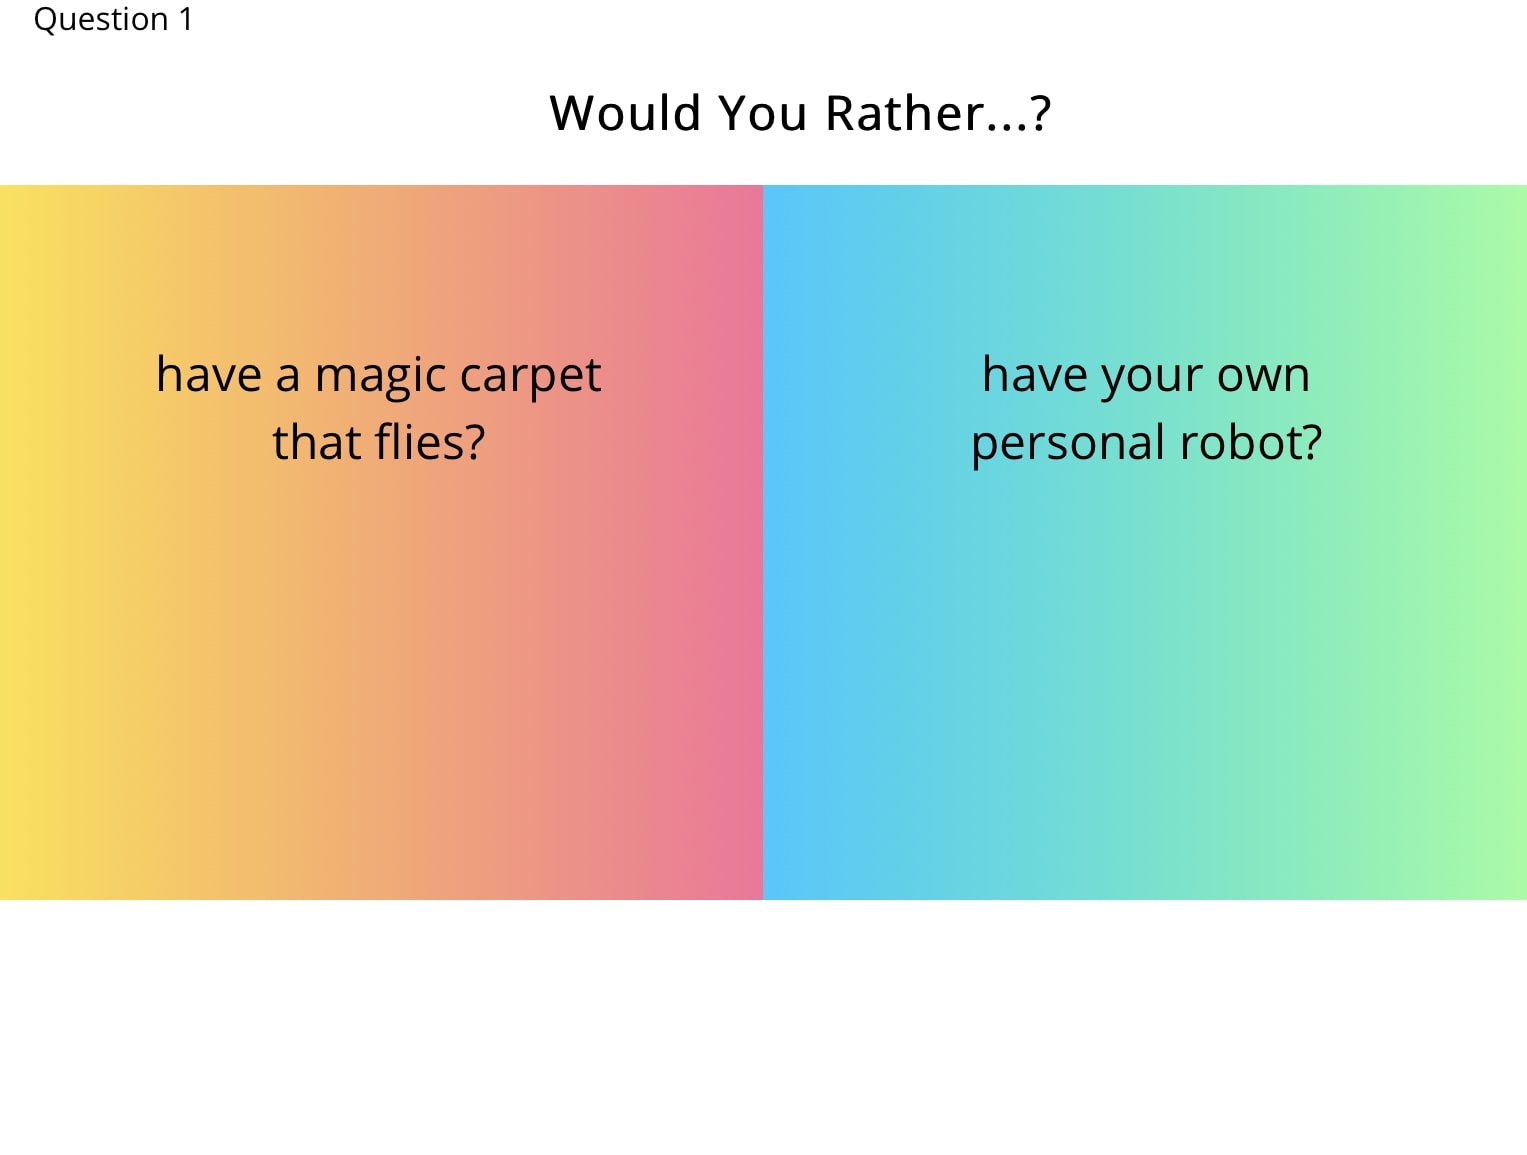 Question 1
Would You Rather...?
have a magic carpet
that flies?
have your own
personal robot?